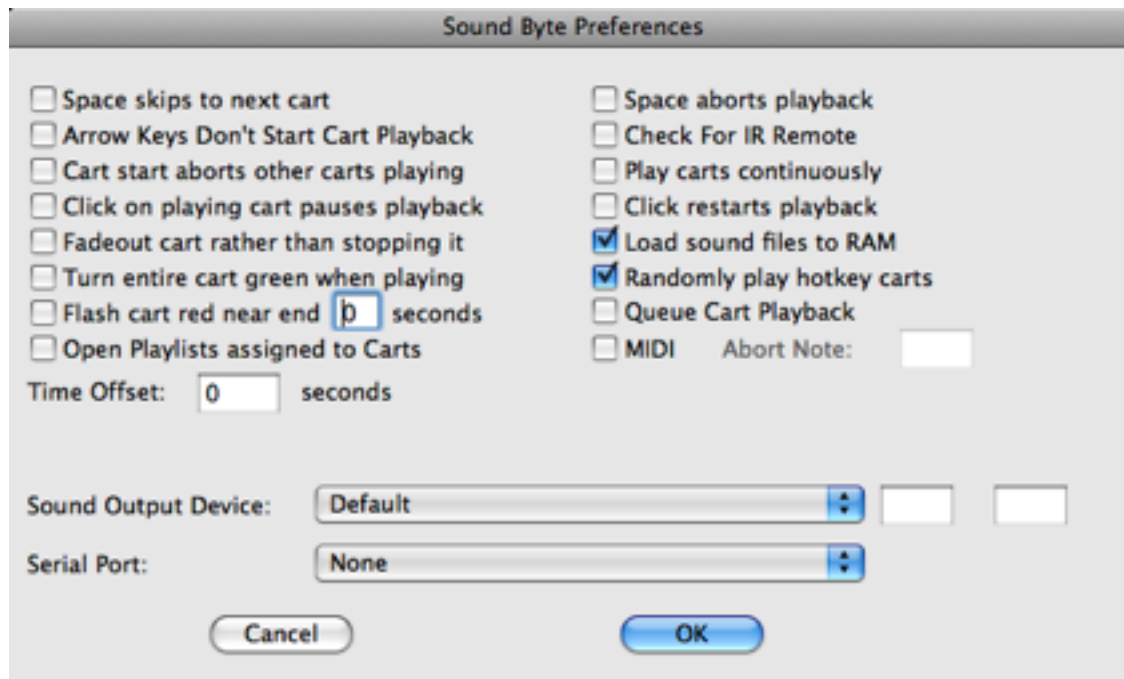 Sound Byte Preferences
Space skips to next cart
Arrow Keys Don't Start Cart Playback
Cart start aborts other carts playing
Click on playing cart pauses playback
Fadeout cart rather than stopping it
Turn entire cart green when playing
Flash cart red near end 0 seconds
Open Playlists assigned to Carts
Time Offset: 0 seconds
Space aborts playback
Check For IR Remote
Play carts continuously
Click restarts playback
Load sound files to RAM
Randomly play hotkey carts
Queue Cart Playback
MIDI Abort Note:
Sound Output Device: Default
Serial Port: None
Cancel OK